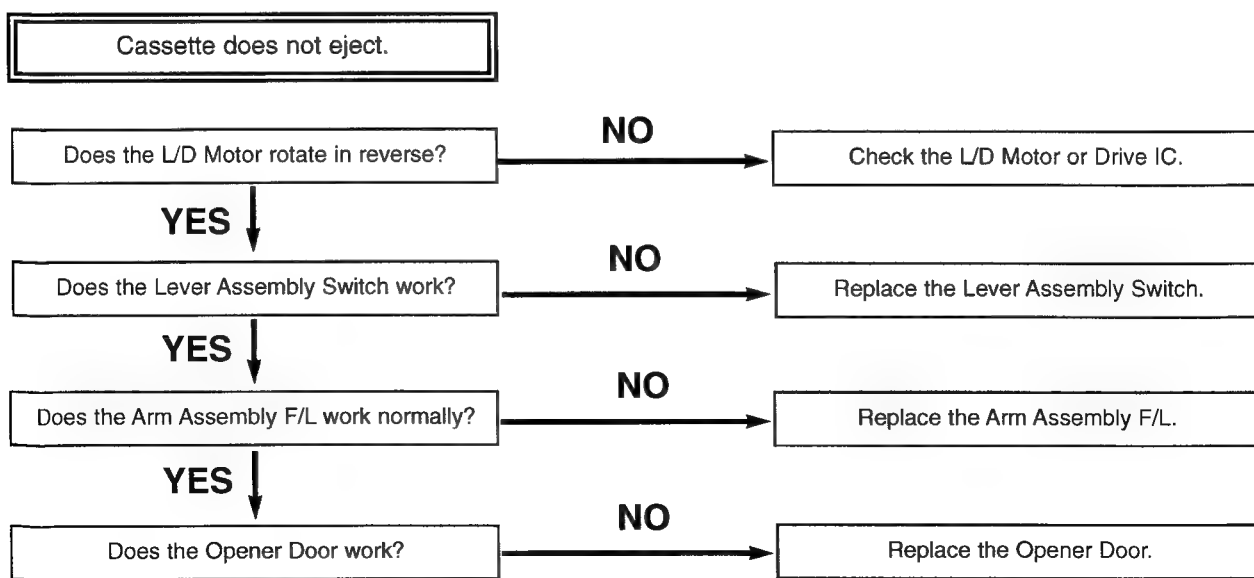 Cassette does not eject.
Does the L/D Motor rotate in reverse?
NO
Check the L/D Motor or Drive IC.
YES
Does the Lever Assembly Switch work?
NO
Replace the Lever Assembly Switch.
YES
Does the Arm Assembly F/L work normally?
NO
Replace the Arm Assembly F/L.
YES
Does the Opener Door work?
NO
Replace the Opener Door.